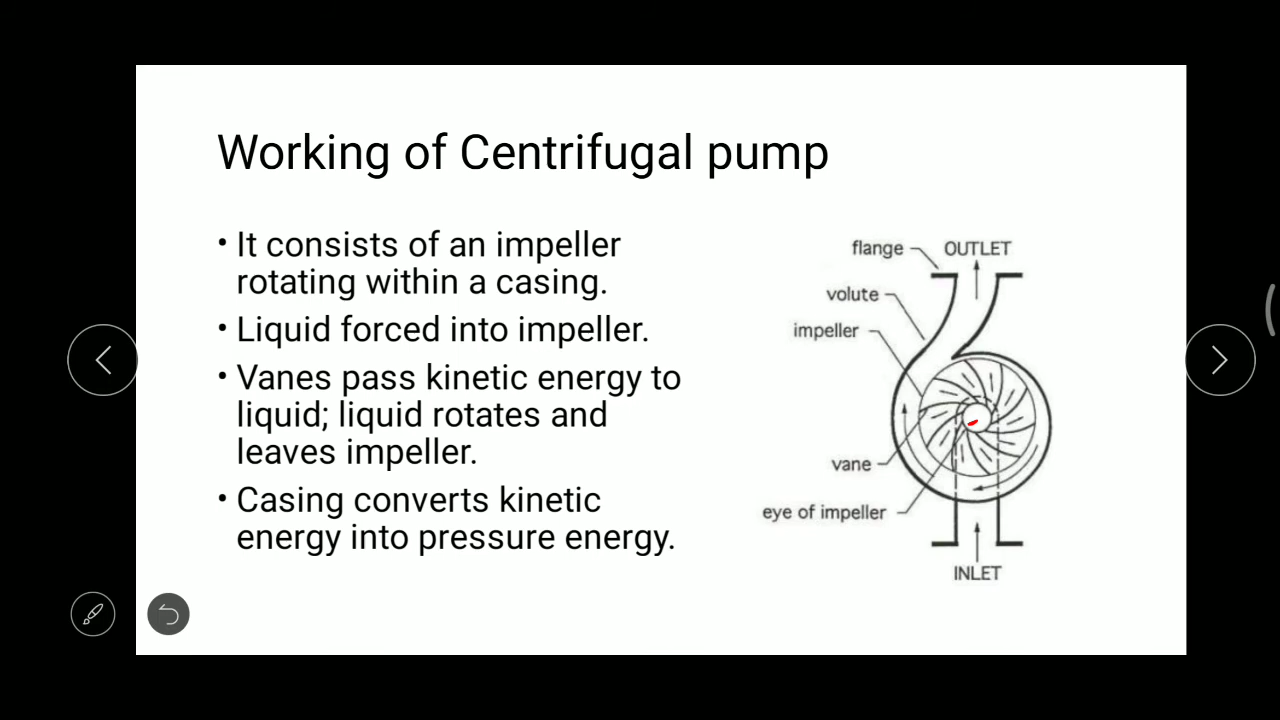 Working of Centrifugal pump
• It consists of an impeller
rotating within a casing.
• Liquid forced into impeller.
• Vanes pass kinetic energy to
liquid; liquid rotates and
leaves impeller.
• Casing converts kinetic
energy into pressure energy.
flange
OUTLET
volute
impeller
vane
eye of impeller
INLET